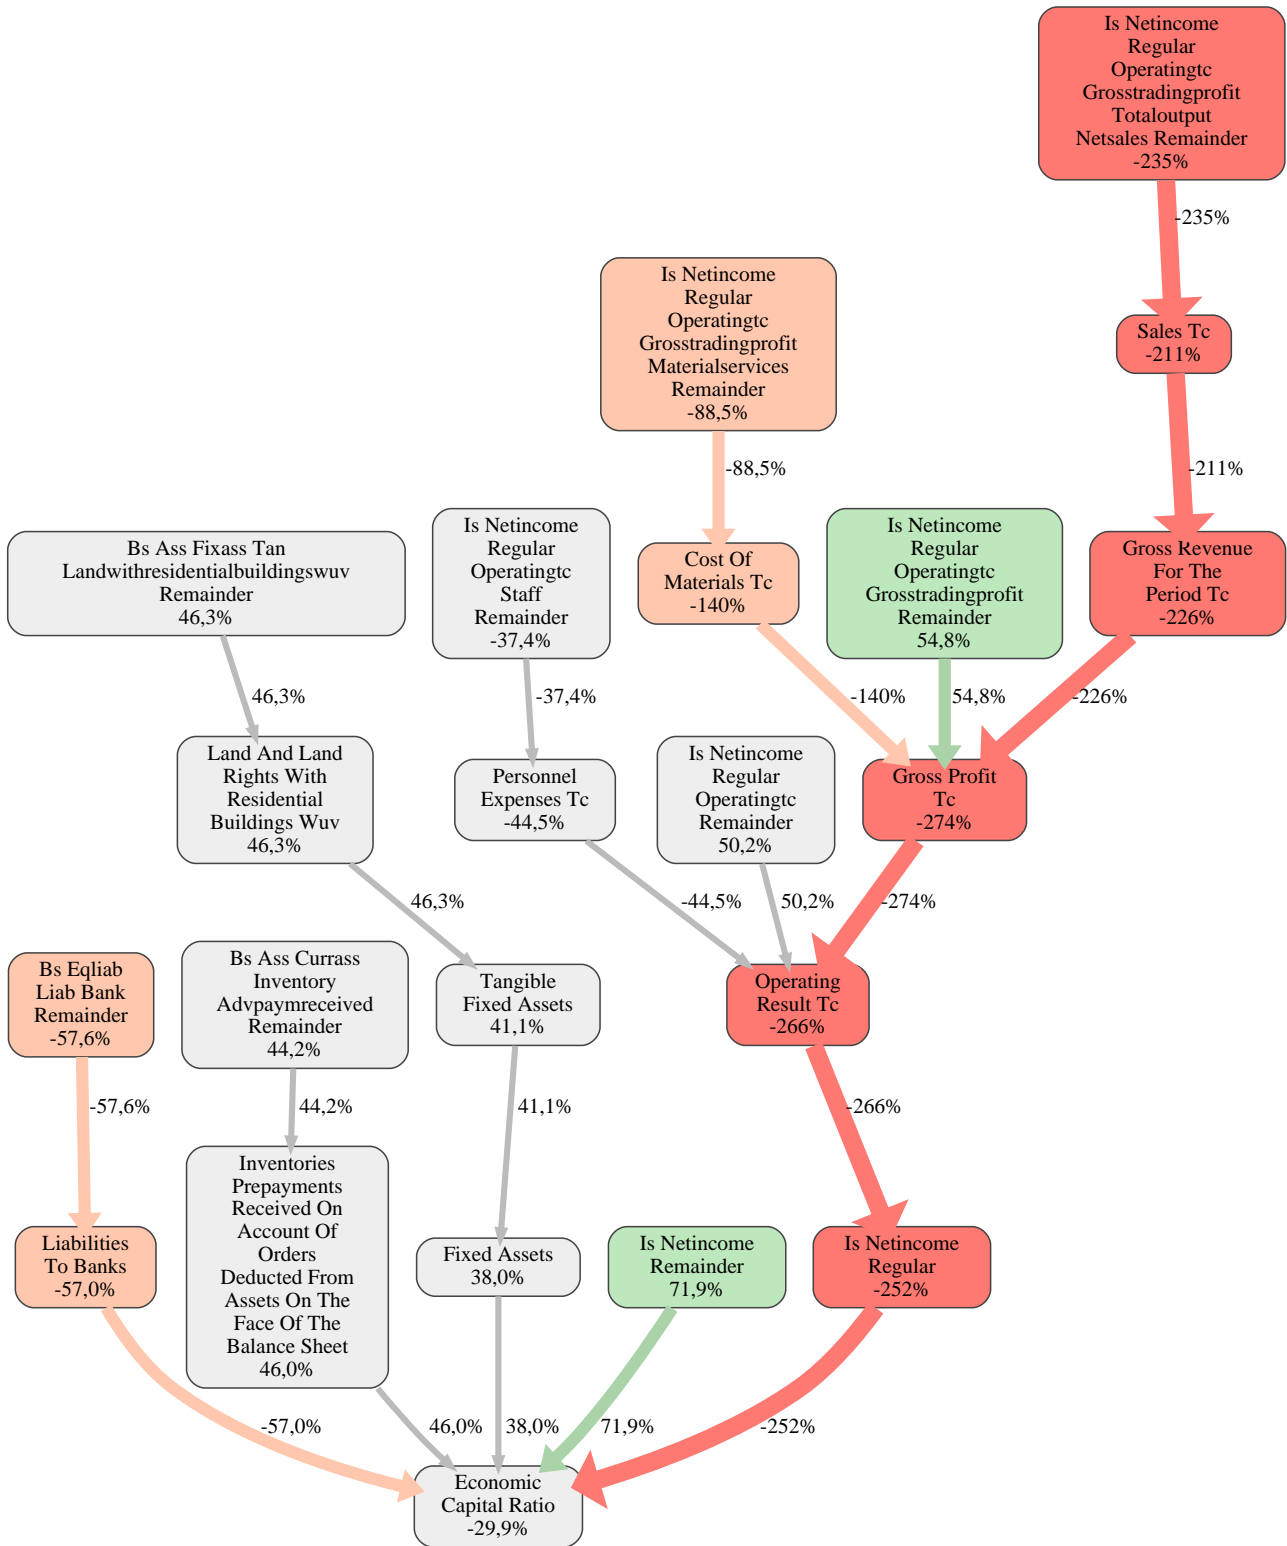 Is Netincome
Regular
Operatingtc
Grosstradingprofit
Totaloutput
Netsales Remainder
-235%
-235%
Is Netincome
Regular
Operatingtc
Grosstradingprofit
Materialservices
Remainder
-88,5%
Sales Tc
-211%
-88,5%
-211%
Bs Ass Fixass Tan
Landwithresidentialbuildingswuv
Remainder
46,3%
Is Netincome
Regular
Operatingtc
Staff
Remainder
-37,4%
Cost Of
Materials Tc
-140%
Is Netincome
Regular
Operatingtc
Grosstradingprofit
Remainder
54,8%
Gross Revenue
For The
Period Tc
-226%
46,3%
-37,4%
-140%
54,8%
-226%
Land And Land
Rights With
Residential
Buildings Wuv
46,3%
Personnel
Expenses Tc
-44,5%
Is Netincome
Regular
Operatingtc
Remainder
50,2%
Gross Profit
Tc
-274%
46,3%
-44,5%
50,2%
-274%
Bs Eqliab
Liab Bank
Remainder
-57,6%
Bs Ass Currass
Inventory
Advpaymreceived
Remainder
44,2%
Tangible
Fixed Assets
41,1%
Operating
Result Tc
-266%
-57,6%
44,2%
41,1%
-266%
Liabilities
To Banks
-57,0%
Inventories
Prepayments
Received On
Account Of
Orders
Deducted From
Assets On The
Face Of The
Balance Sheet
46,0%
Fixed Assets
38,0%
Is Netincome
Remainder
71,9%
Is Netincome
Regular
-252%
-57,0%
46,0%
38,0%
71,9%
-252%
Economic
Capital Ratio
-29,9%